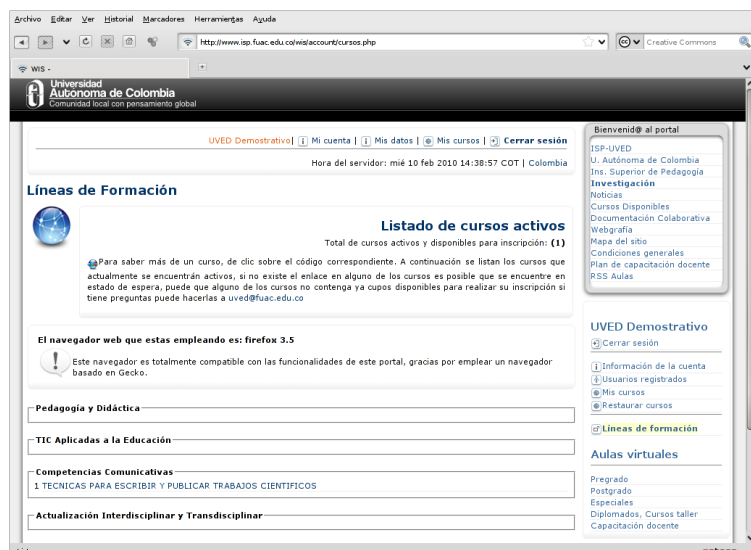 Archivo Editar Ver Historial Marcadores Herramientas Ayuda
http://www.isp.fuac.edu.co/wis/account/cursos.php
Creative Commons
WIS -
Universidad
Autónoma de Colombia
Comunidad local con pensamiento global
UVED Demostrativo| Mi cuenta | Mis datos | Mis cursos | Cerrar sesión
Hora del servidor: mié 10 feb 2010 14:38:57 COT | Colombia
Líneas de Formación
Listado de cursos activos
Total de cursos activos y disponibles para inscripción: (1)
Para saber más de un curso, de clic sobre el código correspondiente. A continuación se listan los cursos que
actualmente se encuentrán activos, si no existe el enlace en alguno de los cursos es posible que se encuentre en
estado de espera, puede que alguno de los cursos no contenga ya cupos disponibles para realizar su inscripción si
tiene preguntas puede hacerlas a uved@fuac.edu.co
El navegador web que estas empleando es: firefox 3.5
Este navegador es totalmente compatible con las funcionalidades de este portal, gracias por emplear un navegador
basado en Gecko.
Pedagogía y Didáctica
TIC Aplicadas a la Educación
Competencias Comunicativas
1 TECNICAS PARA ESCRIBIR Y PUBLICAR TRABAJOS CIENTIFICOS
Actualización Interdisciplinar y Transdisciplinar
Bienvenid@ al portal
ISP-UVED
U. Autónoma de Colombia
Ins. Superior de Pedagogía
Investigación
Noticias
Cursos Disponibles
Documentación Colaborativa
Webgrafía
Mapa del sitio
Condiciones generales
Plan de capacitación docente
RSS Aulas
UVED Demostrativo
Cerrar sesión
Información de la cuenta
Usuarios registrados
Mis cursos
Restaurar cursos
Líneas de formación
Aulas virtuales
Pregrado
Postgrado
Especiales
Diplomados, Cursos taller
Capacitación docente